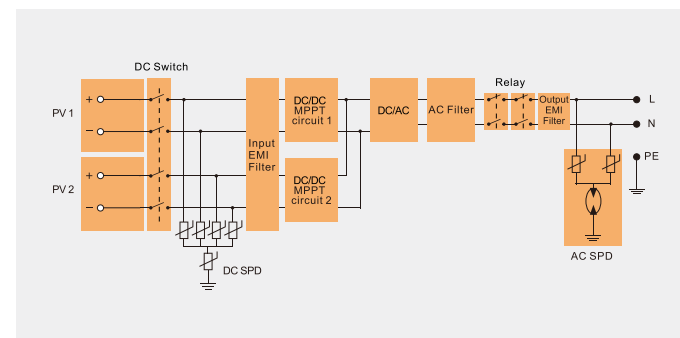 DC Switch
PV 1
+
−
PV 2
+
−
DC SPD
Input
EMI
Filter
DC/DC
MPPT
circuit 1
DC/DC
MPPT
circuit 2
DC/AC
AC Filter
Relay
Output
EMI
Filter
L
N
PE
AC SPD